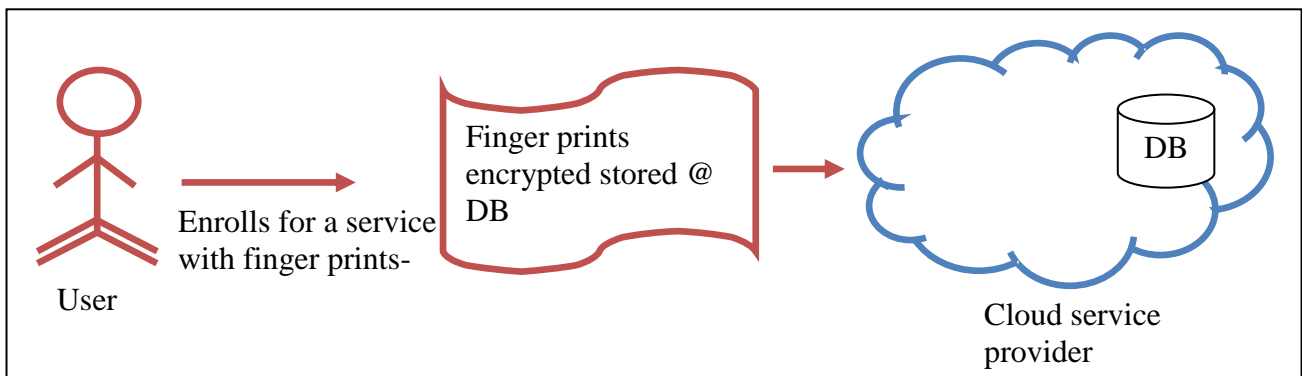 Enrolls for a service
with finger prints-
User
Finger prints
encrypted stored @
DB
DB
Cloud service
provider